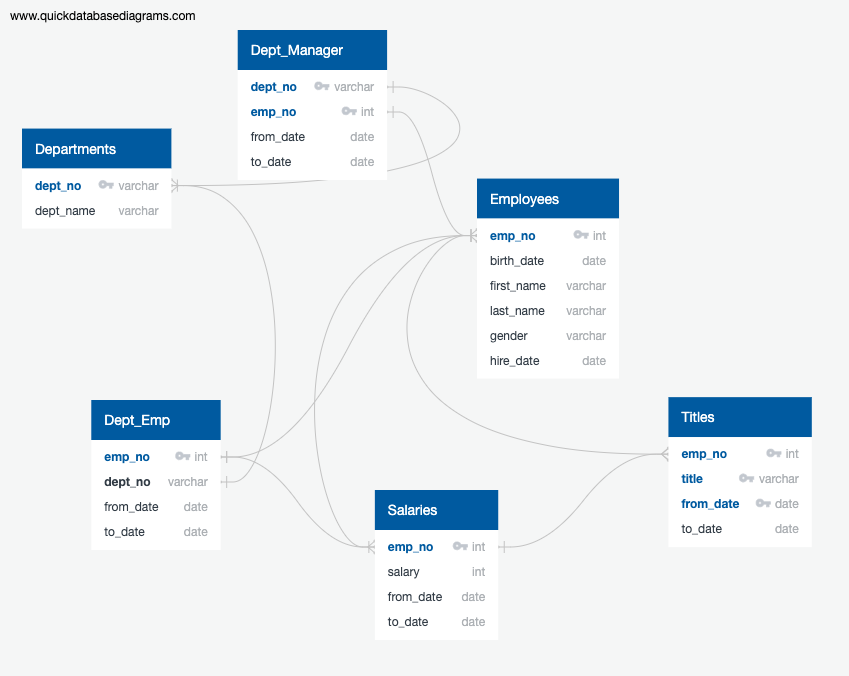 www.quickdatabasediagrams.com
Dept_Manager
dept_no varchar
emp_no int
from_date date
to_date date
Departments
dept_no varchar
dept_name varchar
Employees
emp_no int
birth_date date
first_name varchar
last_name varchar
gender varchar
hire_date date
Dept_Emp
emp_no int
dept_no varchar
from_date date
to_date date
Titles
emp_no int
title varchar
from_date date
to_date date
Salaries
emp_no int
salary int
from_date date
to_date date